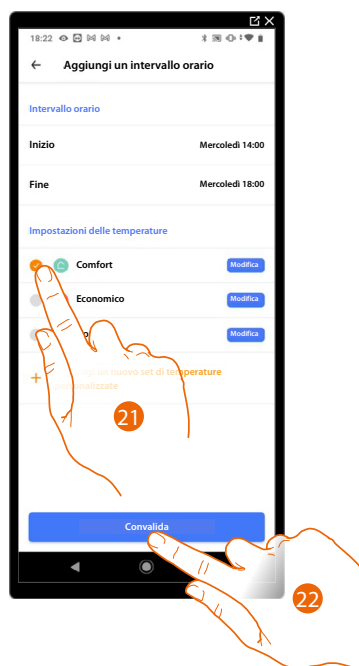 18:22
Aggiungi un intervallo orario
Intervallo orario
Inizio Mercoledì 14:00
Fine Mercoledì 18:00
Impostazioni delle temperature
Comfort Modifica
Economico Modifica
Modifica
+ un nuovo set di temperature
personalizzate
21
Convalida
22